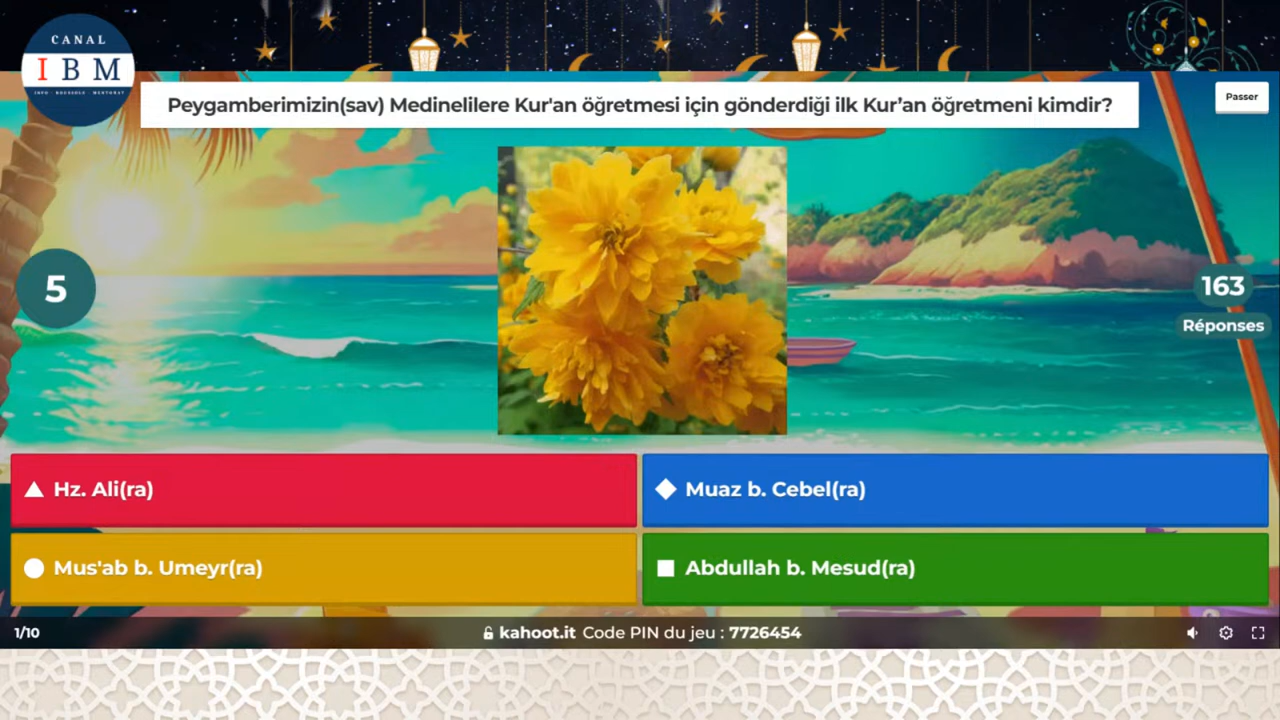 CANAL
IBM
Peygamberimizin(sav) Medinelilere Kur'an öğretmesi için gönderdiği ilk Kur’an öğretmeni kimdir?
Passer
5
163
Réponses
Hz. Ali(ra)
Muaz b. Cebel(ra)
Mus'ab b. Umeyr(ra)
Abdullah b. Mesud(ra)
1/10
kahoot.it Code PIN du jeu : 7726454